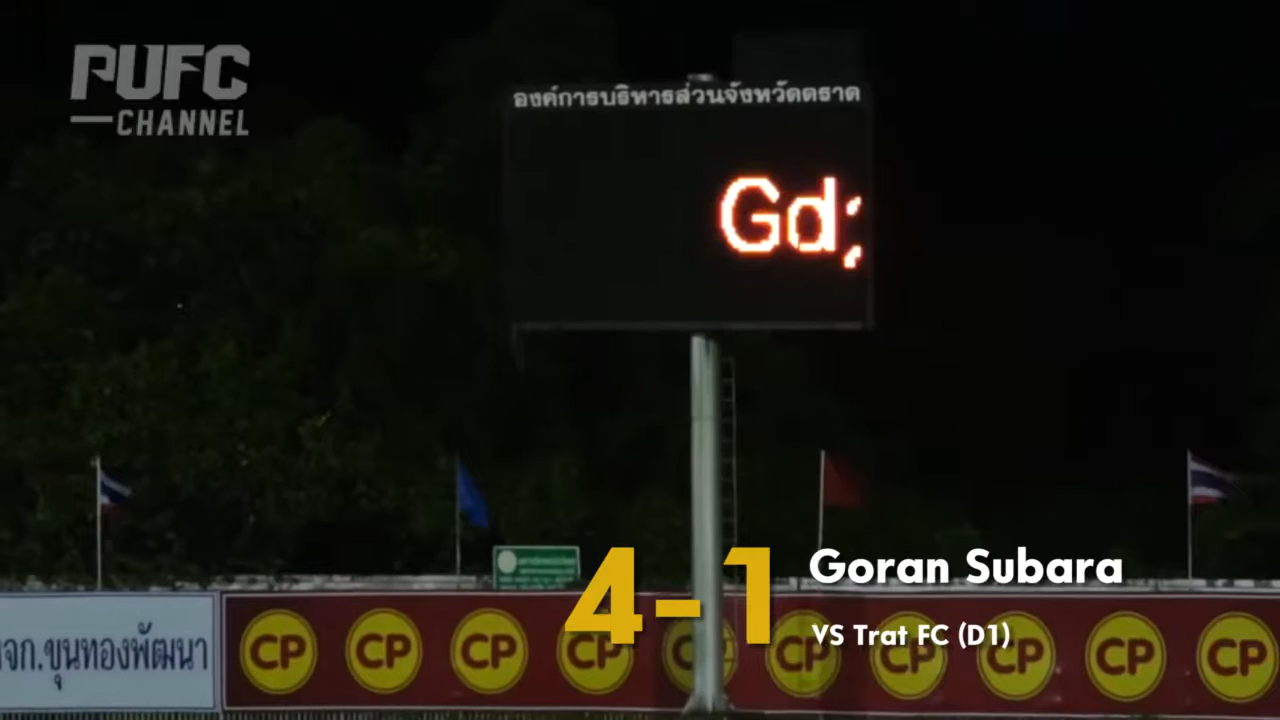 PUFC
CHANNEL
องค์การบริหารส่วนจังหวัดตราด
Gd;
4-1
Goran Subara
VS Trat FC (D1)
จก.ขุนทองพัฒนา
CP CP CP CP CP CP CP CP CP CP